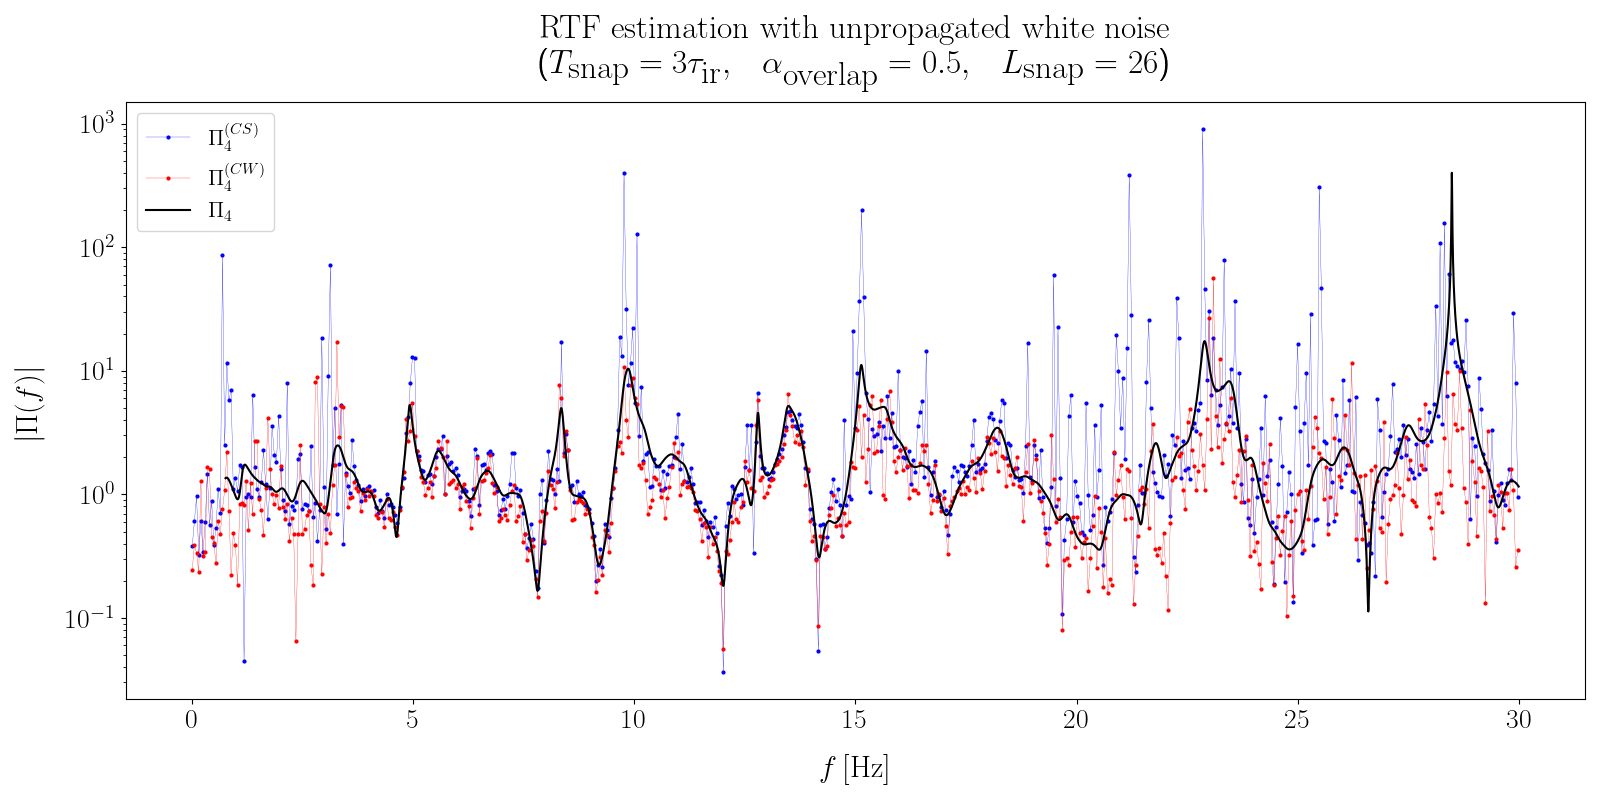 RTF estimation with unpropagated white noise
(T_snap = 3τ_ir, α_overlap = 0.5, L_snap = 26)
Π_4^(CS)
Π_4^(CW)
Π_4
|Π(f)|
10^3
10^2
10^1
10^0
10^−1
0 5 10 15 20 25 30
f [Hz]